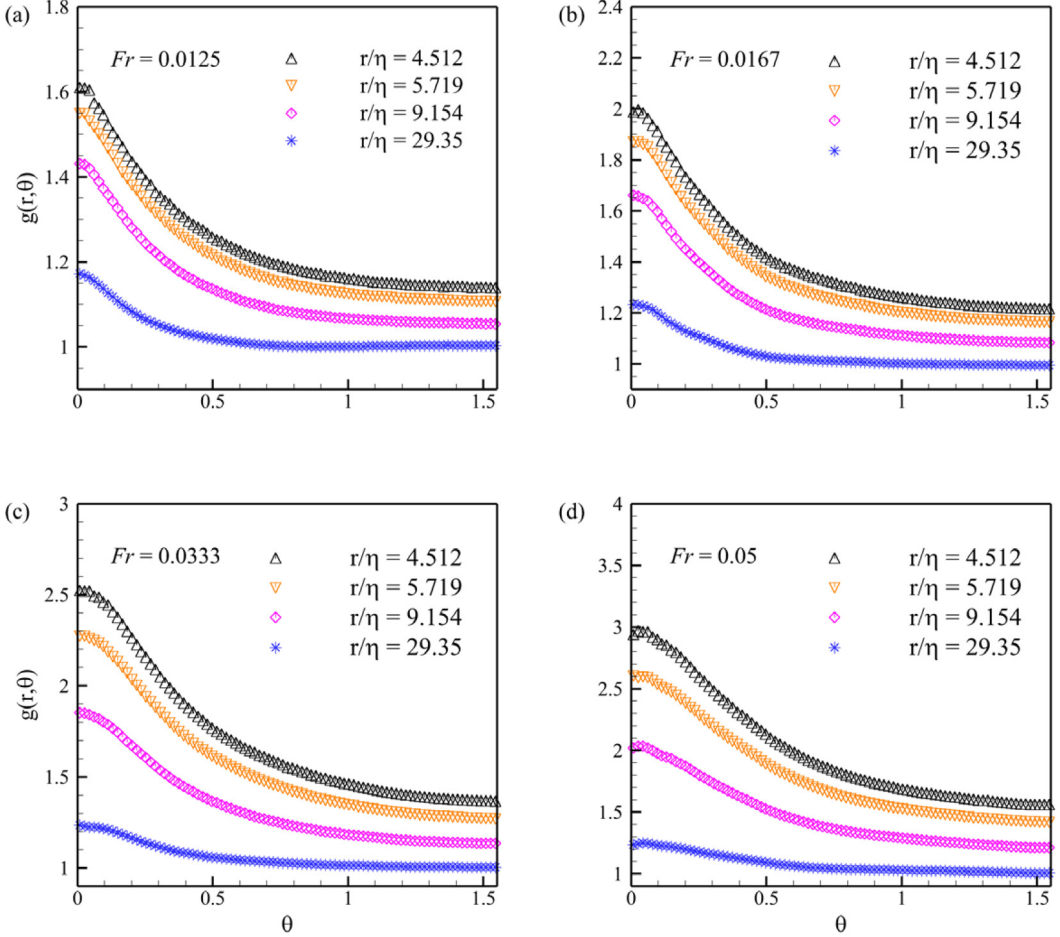 (a)
1.8
1.6
1.4
1.2
1
g(r,θ)
Fr = 0.0125
r/η = 4.512
r/η = 5.719
r/η = 9.154
r/η = 29.35
0
0.5
1
1.5
(b)
2.4
2.2
2
1.8
1.6
1.4
1.2
1
Fr = 0.0167
r/η = 4.512
r/η = 5.719
r/η = 9.154
r/η = 29.35
0
0.5
1
1.5
(c)
3
2.5
2
1.5
1
g(r,θ)
Fr = 0.0333
r/η = 4.512
r/η = 5.719
r/η = 9.154
r/η = 29.35
0
0.5
1
1.5
θ
(d)
4
3.5
3
2.5
2
1.5
1
Fr = 0.05
r/η = 4.512
r/η = 5.719
r/η = 9.154
r/η = 29.35
0
0.5
1
1.5
θ